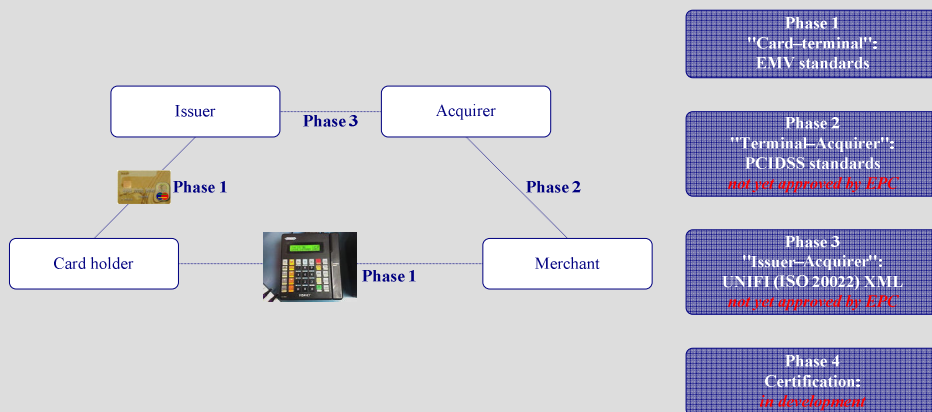 Phase 1
"Card–terminal":
EMV standards
Issuer
Acquirer
Phase 3
Phase 2
"Terminal–Acquirer":
PCIDSS standards
not yet approved by EPC
Phase 1
Phase 2
Card holder
Phase 1
Merchant
Phase 3
"Issuer–Acquirer":
UNIFI (ISO 20022) XML
not yet approved by EPC
Phase 4
Certification:
in development